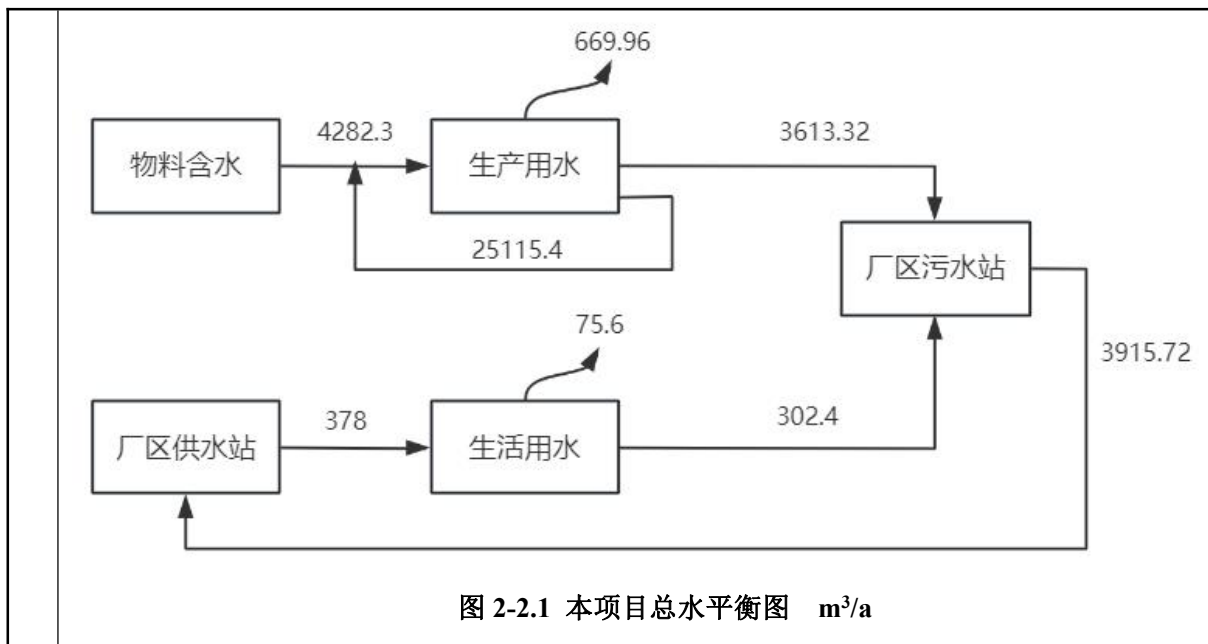 669.96
物料含水
4282.3
生产用水
3613.32
25115.4
厂区污水站
75.6
3915.72
厂区供水站
378
生活用水
302.4
图 2-2.1 本项目总水平衡图 m³/a